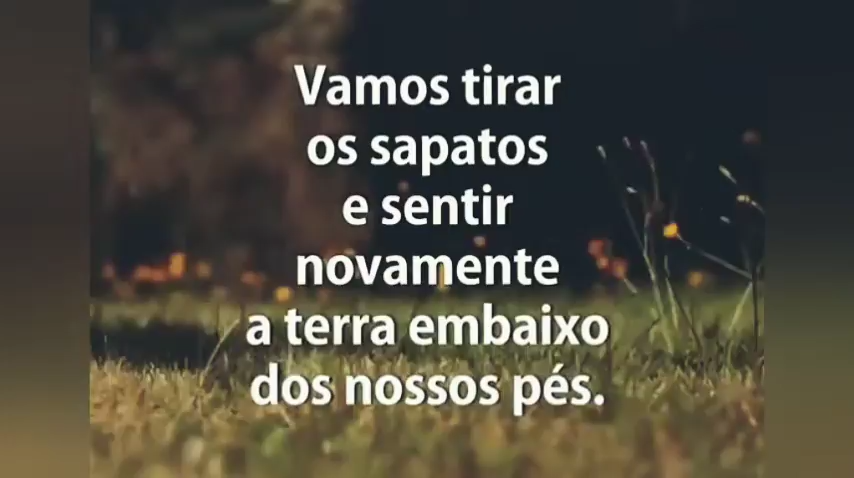 Vamos tirar
os sapatos
e sentir
novamente
a terra embaixo
dos nossos pés.